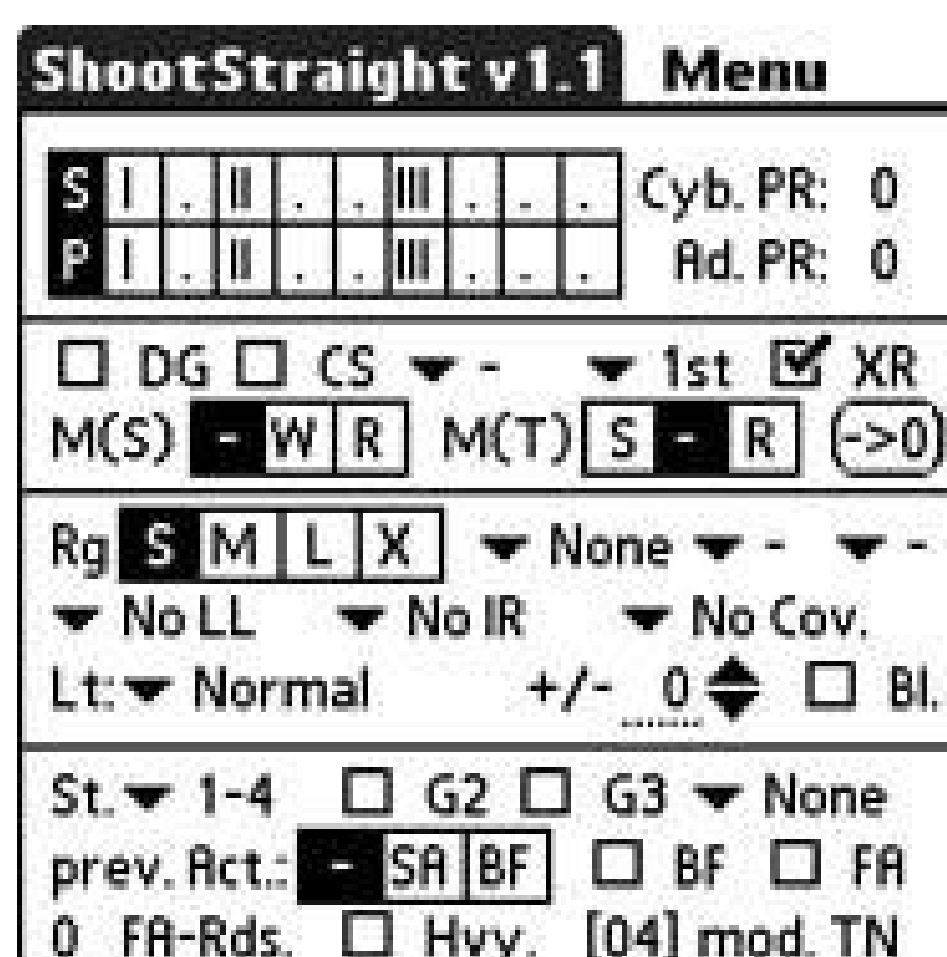 ShootStraight v1.1 Menu
S I . II . . III . . . Cyb. PR: 0
P I . II . . III . . . Ad. PR: 0
DG CS - 1st XR
M(S) - W R M(T) S - R (->0)
Rg S M L X None - -
No LL No IR No Cov.
Lt: Normal +/- 0 Bl.
St. 1-4 G2 G3 None
prev. Act.: - SA BF BF FA
0 FA-Rds. Hvy. [04] mod. TN